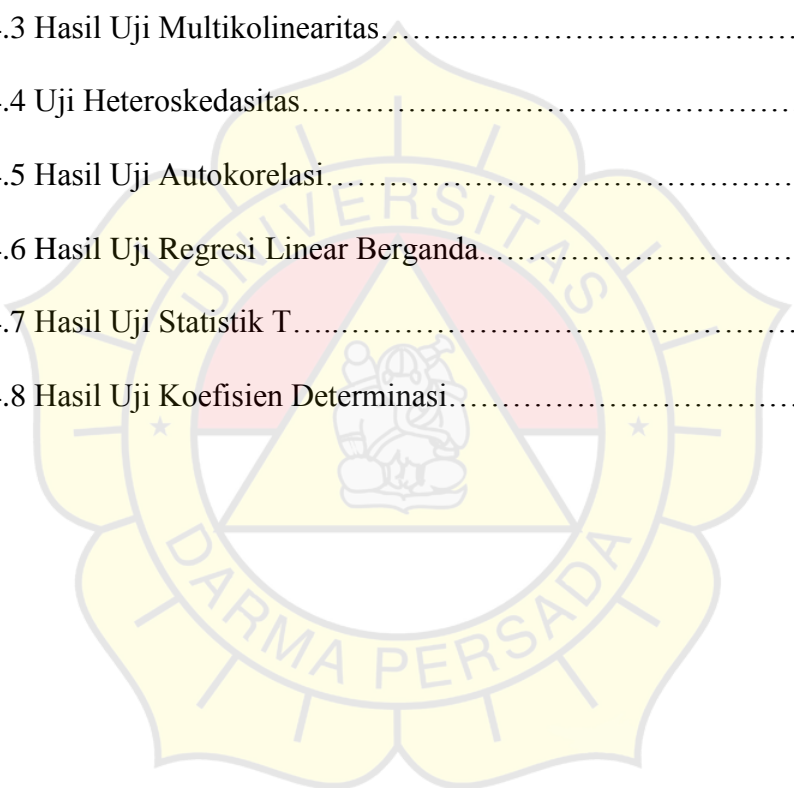 .3 Hasil Uji Multikolinearitas……...……………………………
.4 Uji Heteroskedasitas……………………………………………
.5 Hasil Uji Autokorelasi…………………………………………
.6 Hasil Uji Regresi Linear Berganda..……………………………
.7 Hasil Uji Statistik T…..…………………………………………
.8 Hasil Uji Koefisien Determinasi………………………………
UNIVERSITAS
DARMA PERSADA